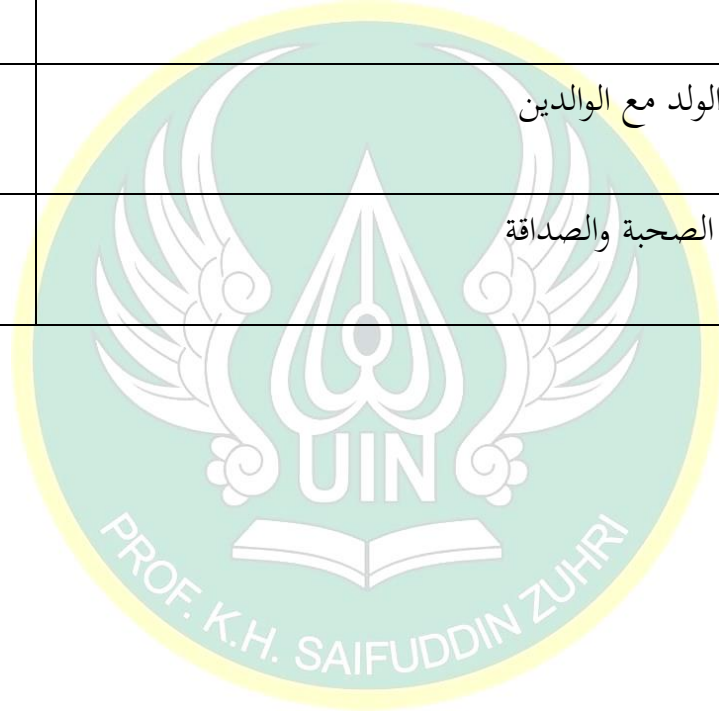 الولد مع الوالدين
الصحبة والصداقة
UIN
PROF. K.H. SAIFUDDIN ZUHRI